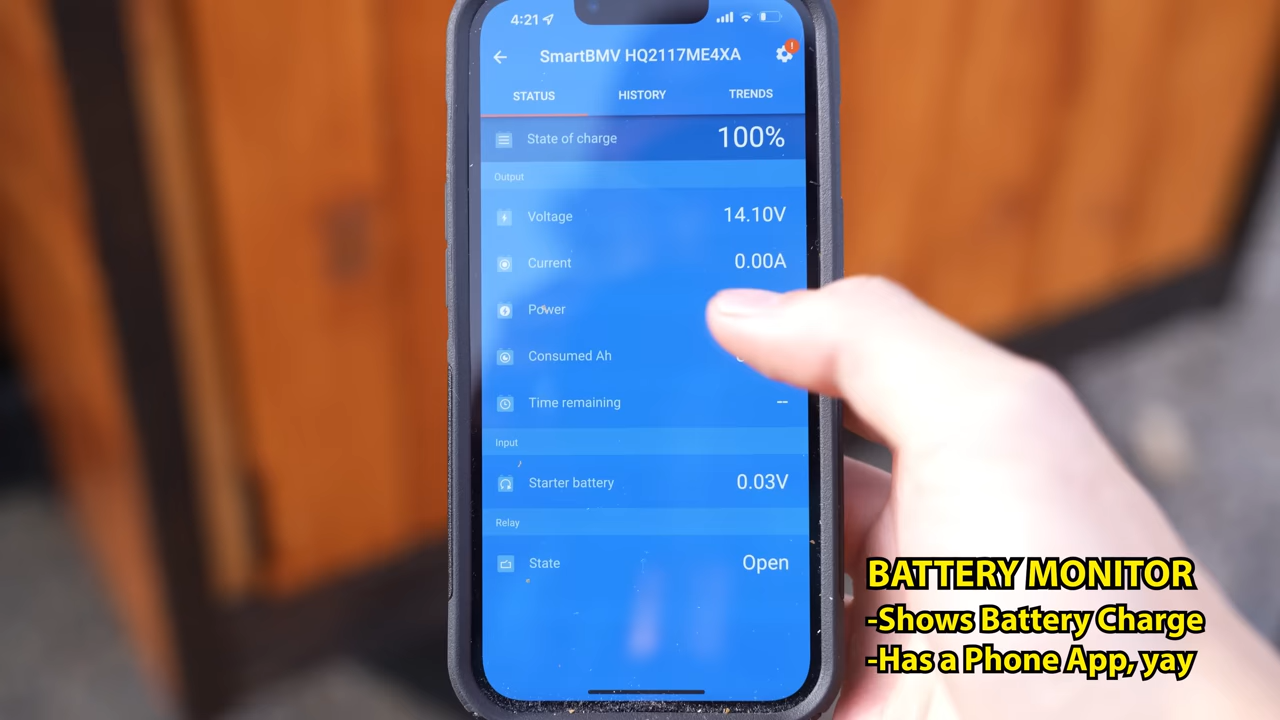 4:21
SmartBMV HQ2117ME4XA
!
STATUS HISTORY TRENDS
State of charge 100%
Output
Voltage 14.10V
Current 0.00A
Power
Consumed Ah
Time remaining --
Input
Starter battery 0.03V
Relay
State Open
BATTERY MONITOR
-Shows Battery Charge
-Has a Phone App, yay